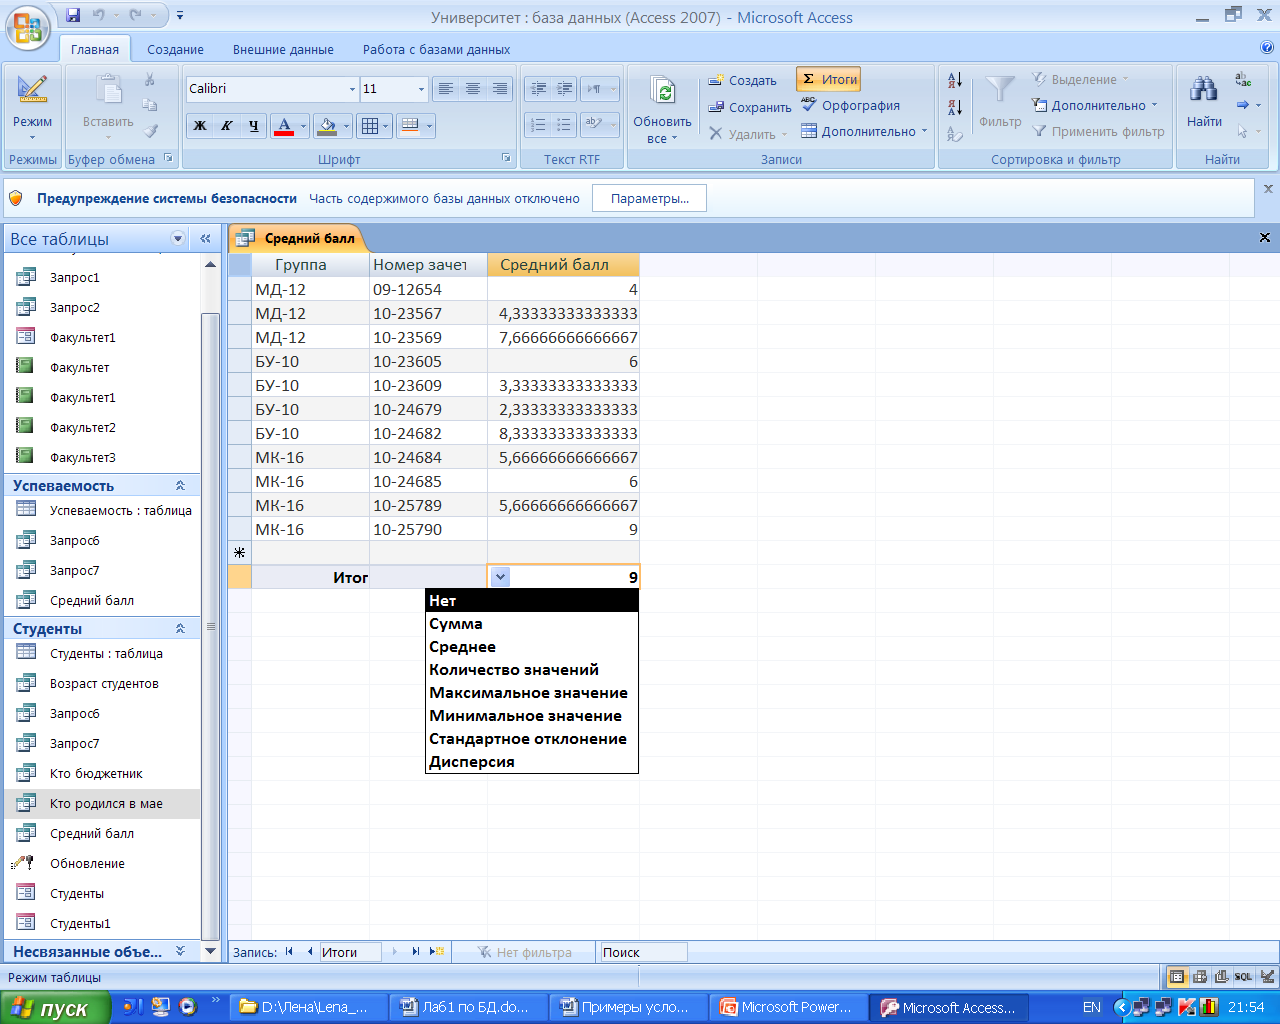 Университет : база данных (Access 2007) - Microsoft Access
Главная Создание Внешние данные Работа с базами данных
Режим
Режимы
Вставить
Буфер обмена
Calibri 11
Ж К Ч А
Шрифт
Текст RTF
Обновить все
Создать
Сохранить
Удалить
Σ Итоги
ABC Орфография
Дополнительно
Записи
Фильтр
Выделение
Дополнительно
Применить фильтр
Сортировка и фильтр
Найти
Найти
Предупреждение системы безопасности Часть содержимого базы данных отключено Параметры...
Все таблицы
Запрос1
Запрос2
Факультет1
Факультет
Факультет1
Факультет2
Факультет3
Успеваемость
Успеваемость : таблица
Запрос6
Запрос7
Средний балл
Студенты
Студенты : таблица
Возраст студентов
Запрос6
Запрос7
Кто бюджетник
Кто родился в мае
Средний балл
Обновление
Студенты
Студенты1
Несвязанные объе...
Средний балл
Группа Номер зачет Средний балл
МД-12 09-12654 4
МД-12 10-23567 4,33333333333333
МД-12 10-23569 7,66666666666667
БУ-10 10-23605 6
БУ-10 10-23609 3,33333333333333
БУ-10 10-24679 2,33333333333333
БУ-10 10-24682 8,33333333333333
МК-16 10-24684 5,66666666666667
МК-16 10-24685 6
МК-16 10-25789 5,66666666666667
МК-16 10-25790 9
Итог 9
Нет
Сумма
Среднее
Количество значений
Максимальное значение
Минимальное значение
Стандартное отклонение
Дисперсия
Запись: Итоги Нет фильтра Поиск
Режим таблицы SQL
пуск D:\Лена\Lena_... Лаб1 по БД.do... Примеры усло... Microsoft Power... Microsoft Access... EN 21:54